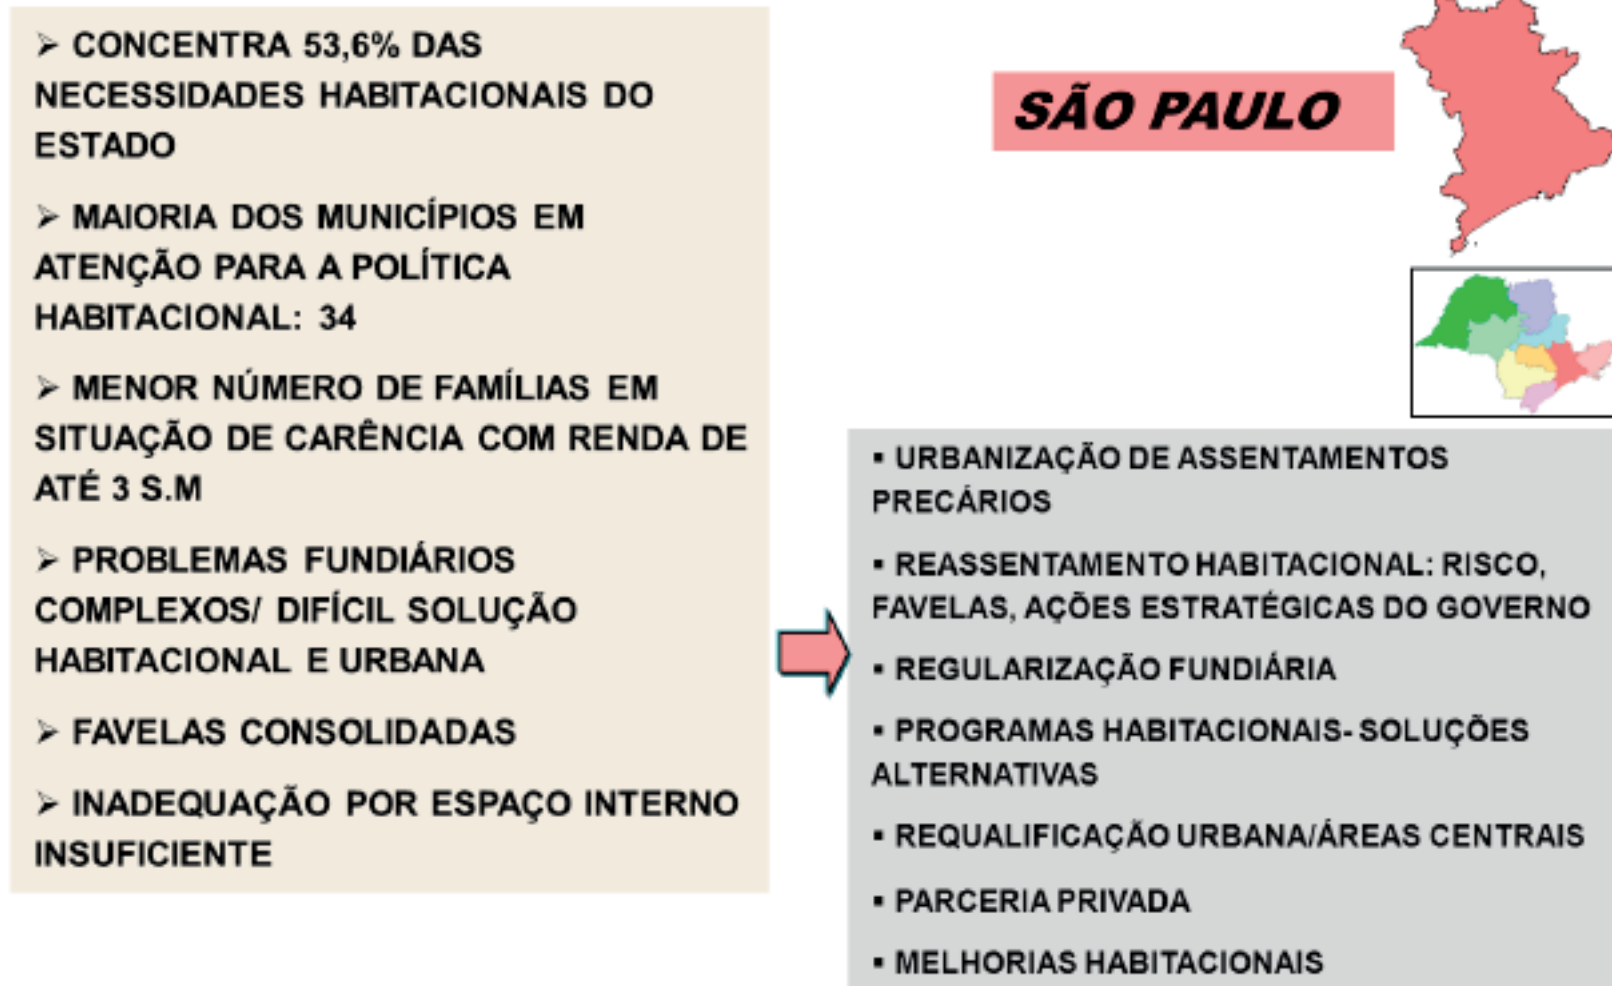 ➢ CONCENTRA 53,6% DAS
NECESSIDADES HABITACIONAIS DO
ESTADO
➢ MAIORIA DOS MUNICÍPIOS EM
ATENÇÃO PARA A POLÍTICA
HABITACIONAL: 34
➢ MENOR NÚMERO DE FAMÍLIAS EM
SITUAÇÃO DE CARÊNCIA COM RENDA DE
ATÉ 3 S.M
➢ PROBLEMAS FUNDIÁRIOS
COMPLEXOS/ DIFÍCIL SOLUÇÃO
HABITACIONAL E URBANA
➢ FAVELAS CONSOLIDADAS
➢ INADEQUAÇÃO POR ESPAÇO INTERNO
INSUFICIENTE
SÃO PAULO
▪ URBANIZAÇÃO DE ASSENTAMENTOS
PRECÁRIOS
▪ REASSENTAMENTO HABITACIONAL: RISCO,
FAVELAS, AÇÕES ESTRATÉGICAS DO GOVERNO
▪ REGULARIZAÇÃO FUNDIÁRIA
▪ PROGRAMAS HABITACIONAIS- SOLUÇÕES
ALTERNATIVAS
▪ REQUALIFICAÇÃO URBANA/ÁREAS CENTRAIS
▪ PARCERIA PRIVADA
▪ MELHORIAS HABITACIONAIS